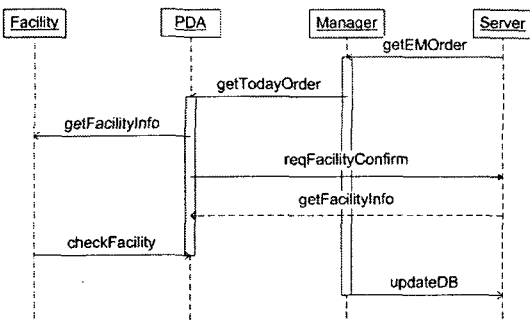 Facility PDA Manager Server
getEMOrder
getTodayOrder
getFacilityInfo
reqFacilityConfirm
getFacilityInfo
checkFacility
updateDB